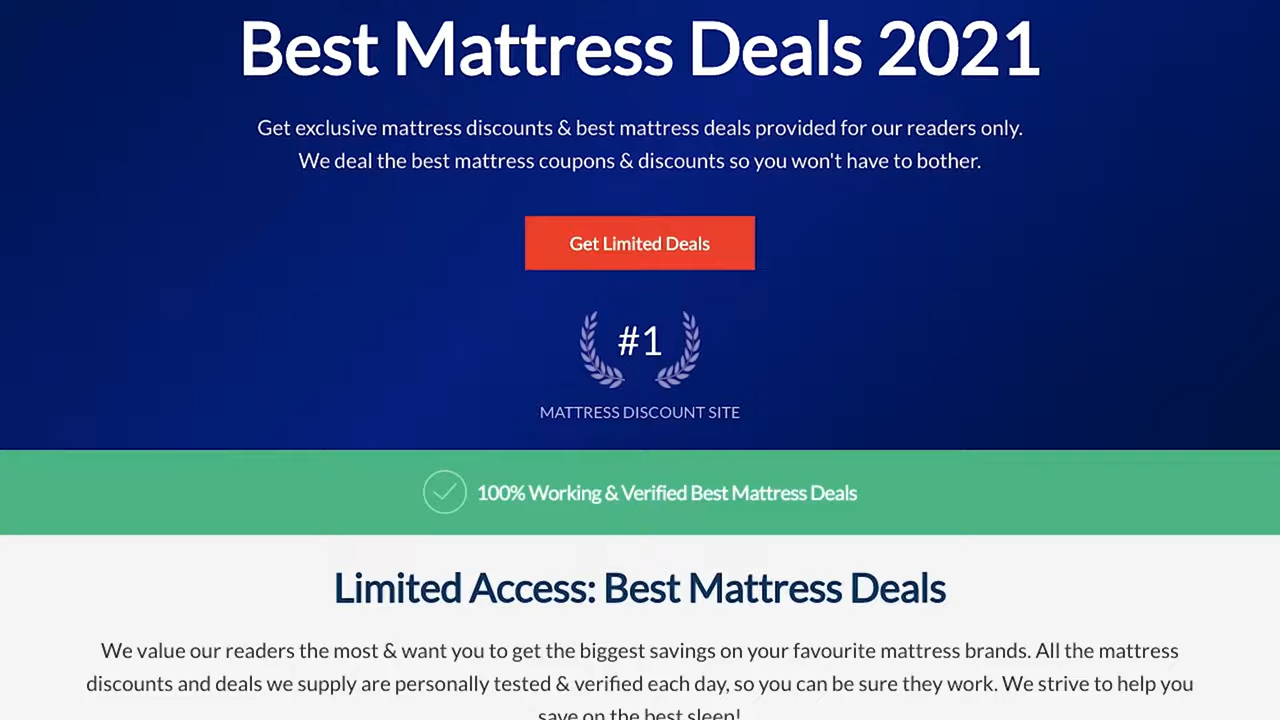 Best Mattress Deals 2021
Get exclusive mattress discounts & best mattress deals provided for our readers only.
We deal the best mattress coupons & discounts so you won't have to bother.
Get Limited Deals
#1
MATTRESS DISCOUNT SITE
100% Working & Verified Best Mattress Deals
Limited Access: Best Mattress Deals
We value our readers the most & want you to get the biggest savings on your favourite mattress brands. All the mattress
discounts and deals we supply are personally tested & verified each day, so you can be sure they work. We strive to help you
save on the best sleep!